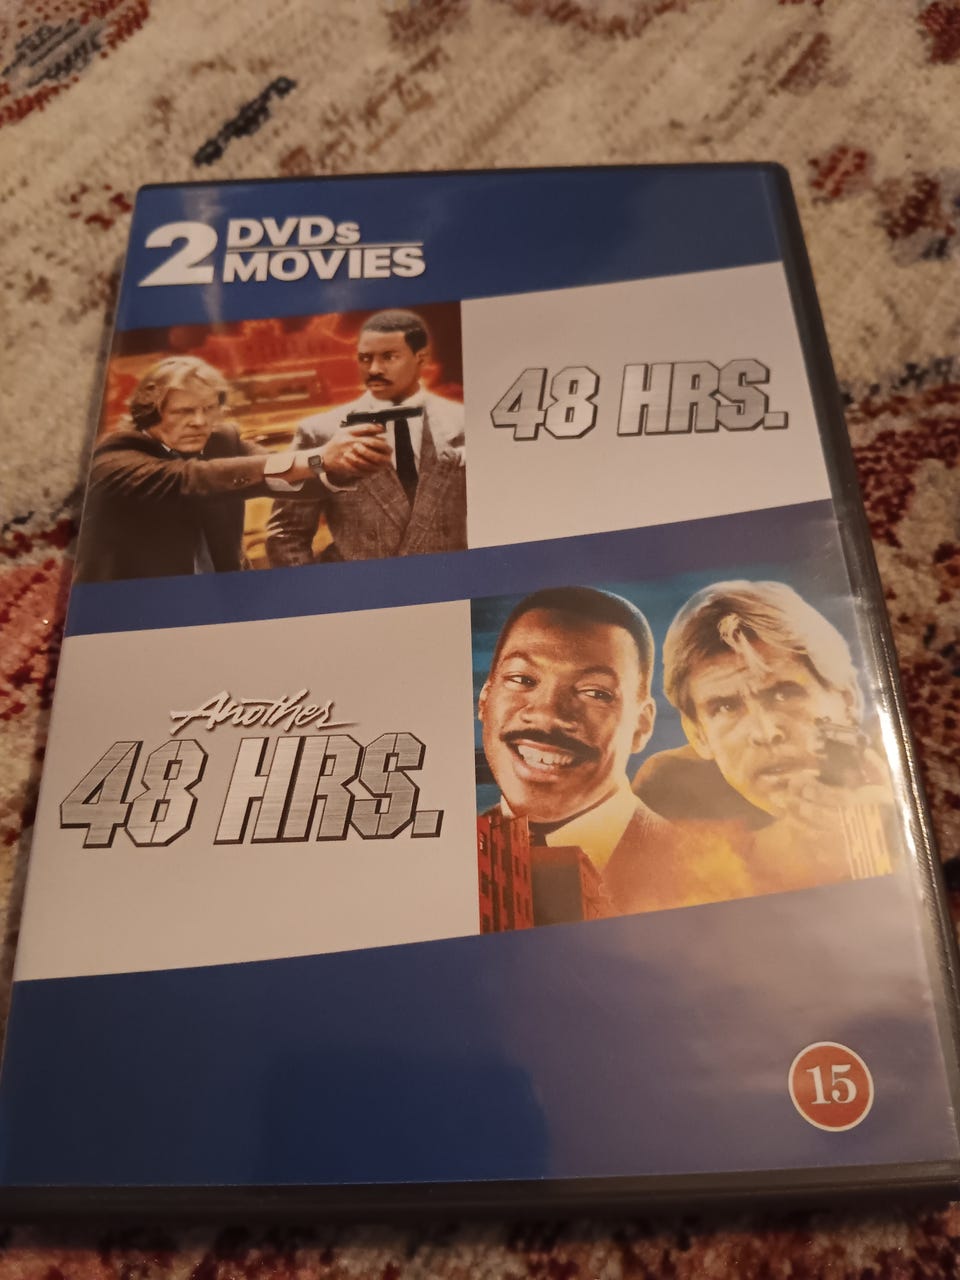 2 DVDs
MOVIES
48 HRS.
Another
48 HRS.
15